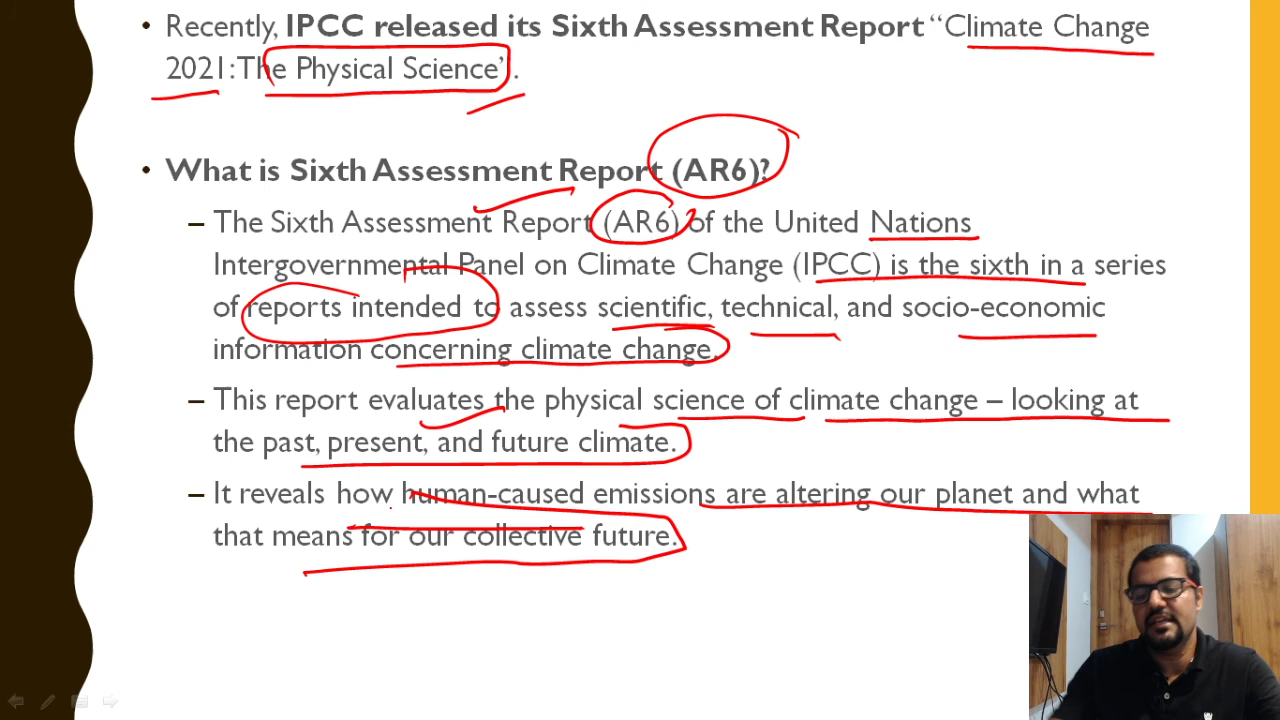 • Recently, IPCC released its Sixth Assessment Report “Climate Change
2021: The Physical Science’.
• What is Sixth Assessment Report (AR6)?
– The Sixth Assessment Report (AR6) of the United Nations
Intergovernmental Panel on Climate Change (IPCC) is the sixth in a series
of reports intended to assess scientific, technical, and socio-economic
information concerning climate change.
– This report evaluates the physical science of climate change – looking at
the past, present, and future climate.
– It reveals how human-caused emissions are altering our planet and what
that means for our collective future.